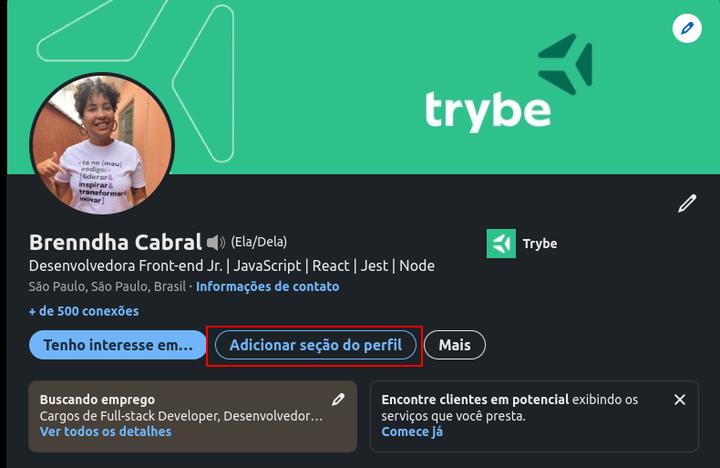 trybe
<tá no (meu)
código/>
[liderar&
inspirar&
transformar&
inovar]
Brenndha Cabral (Ela/Dela)
Trybe
Desenvolvedora Front-end Jr. | JavaScript | React | Jest | Node
São Paulo, São Paulo, Brasil · Informações de contato
+ de 500 conexões
Tenho interesse em...
Adicionar seção do perfil
Mais
Buscando emprego
Cargos de Full-stack Developer, Desenvolvedor...
Ver todos os detalhes
Encontre clientes em potencial exibindo os
serviços que você presta.
Comece já